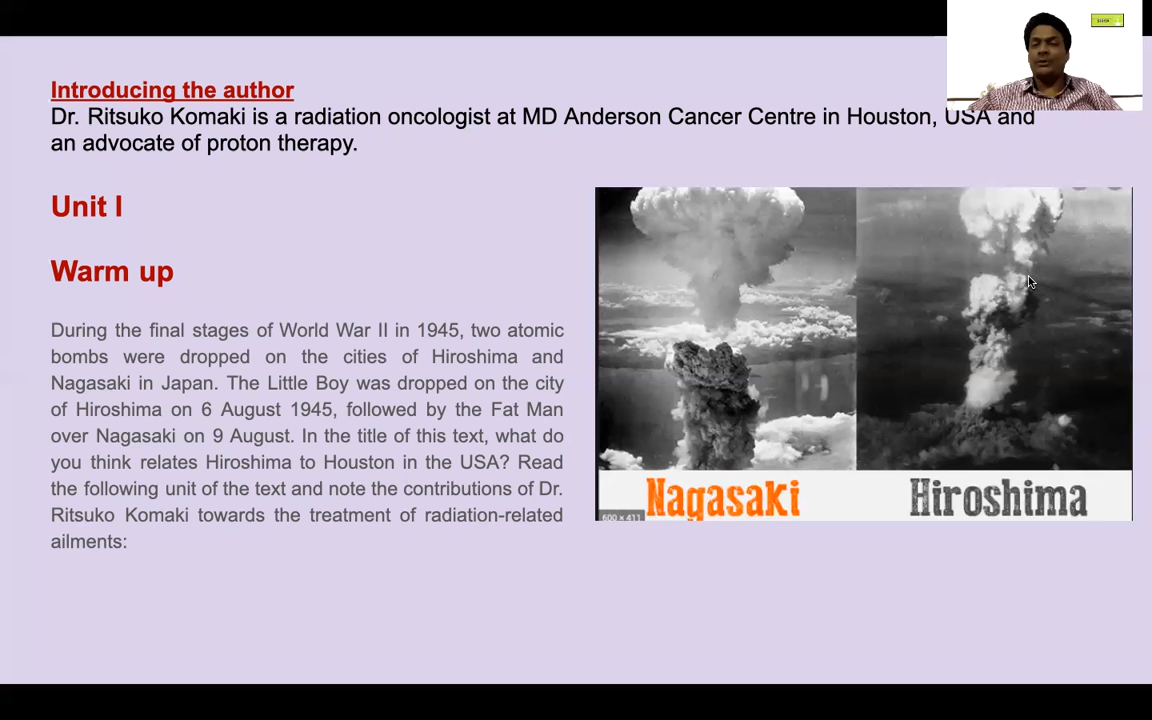 Introducing the author
Dr. Ritsuko Komaki is a radiation oncologist at MD Anderson Cancer Centre in Houston, USA and
an advocate of proton therapy.
Unit I
Warm up
During the final stages of World War II in 1945, two atomic
bombs were dropped on the cities of Hiroshima and
Nagasaki in Japan. The Little Boy was dropped on the city
of Hiroshima on 6 August 1945, followed by the Fat Man
over Nagasaki on 9 August. In the title of this text, what do
you think relates Hiroshima to Houston in the USA? Read
the following unit of the text and note the contributions of Dr.
Ritsuko Komaki towards the treatment of radiation-related
ailments:
Nagasaki
Hiroshima
600 × 411